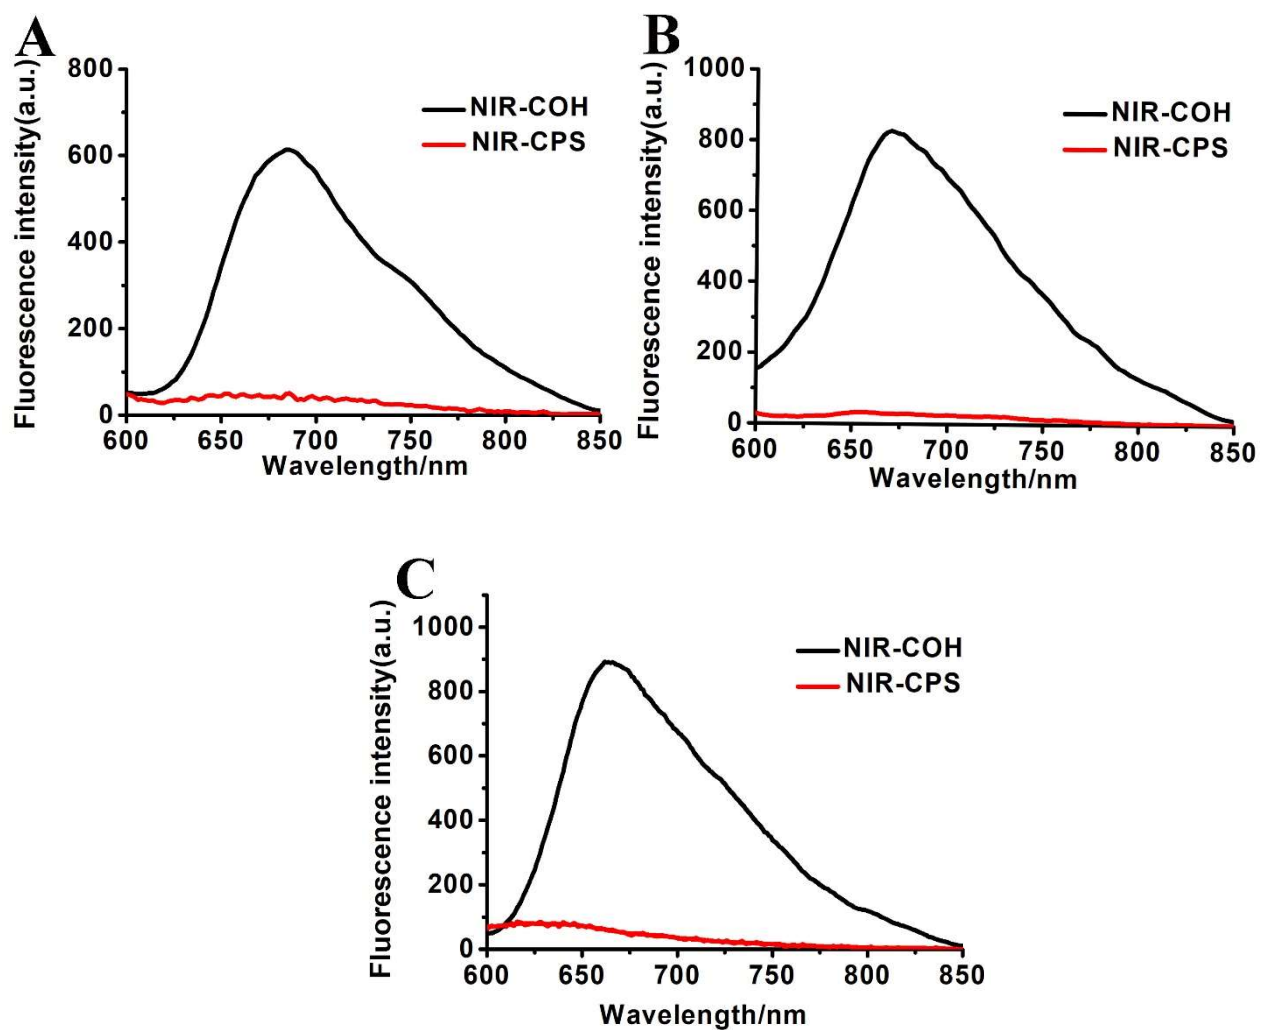 A
Fluorescence intensity(a.u.)
800
600
400
200
0
NIR-COH
NIR-CPS
600 650 700 750 800 850
Wavelength/nm
B
Fluorescence intensity(a.u.)
1000
800
600
400
200
0
NIR-COH
NIR-CPS
600 650 700 750 800 850
Wavelength/nm
C
Fluorescence intensity(a.u.)
1000
800
600
400
200
0
NIR-COH
NIR-CPS
600 650 700 750 800 850
Wavelength/nm